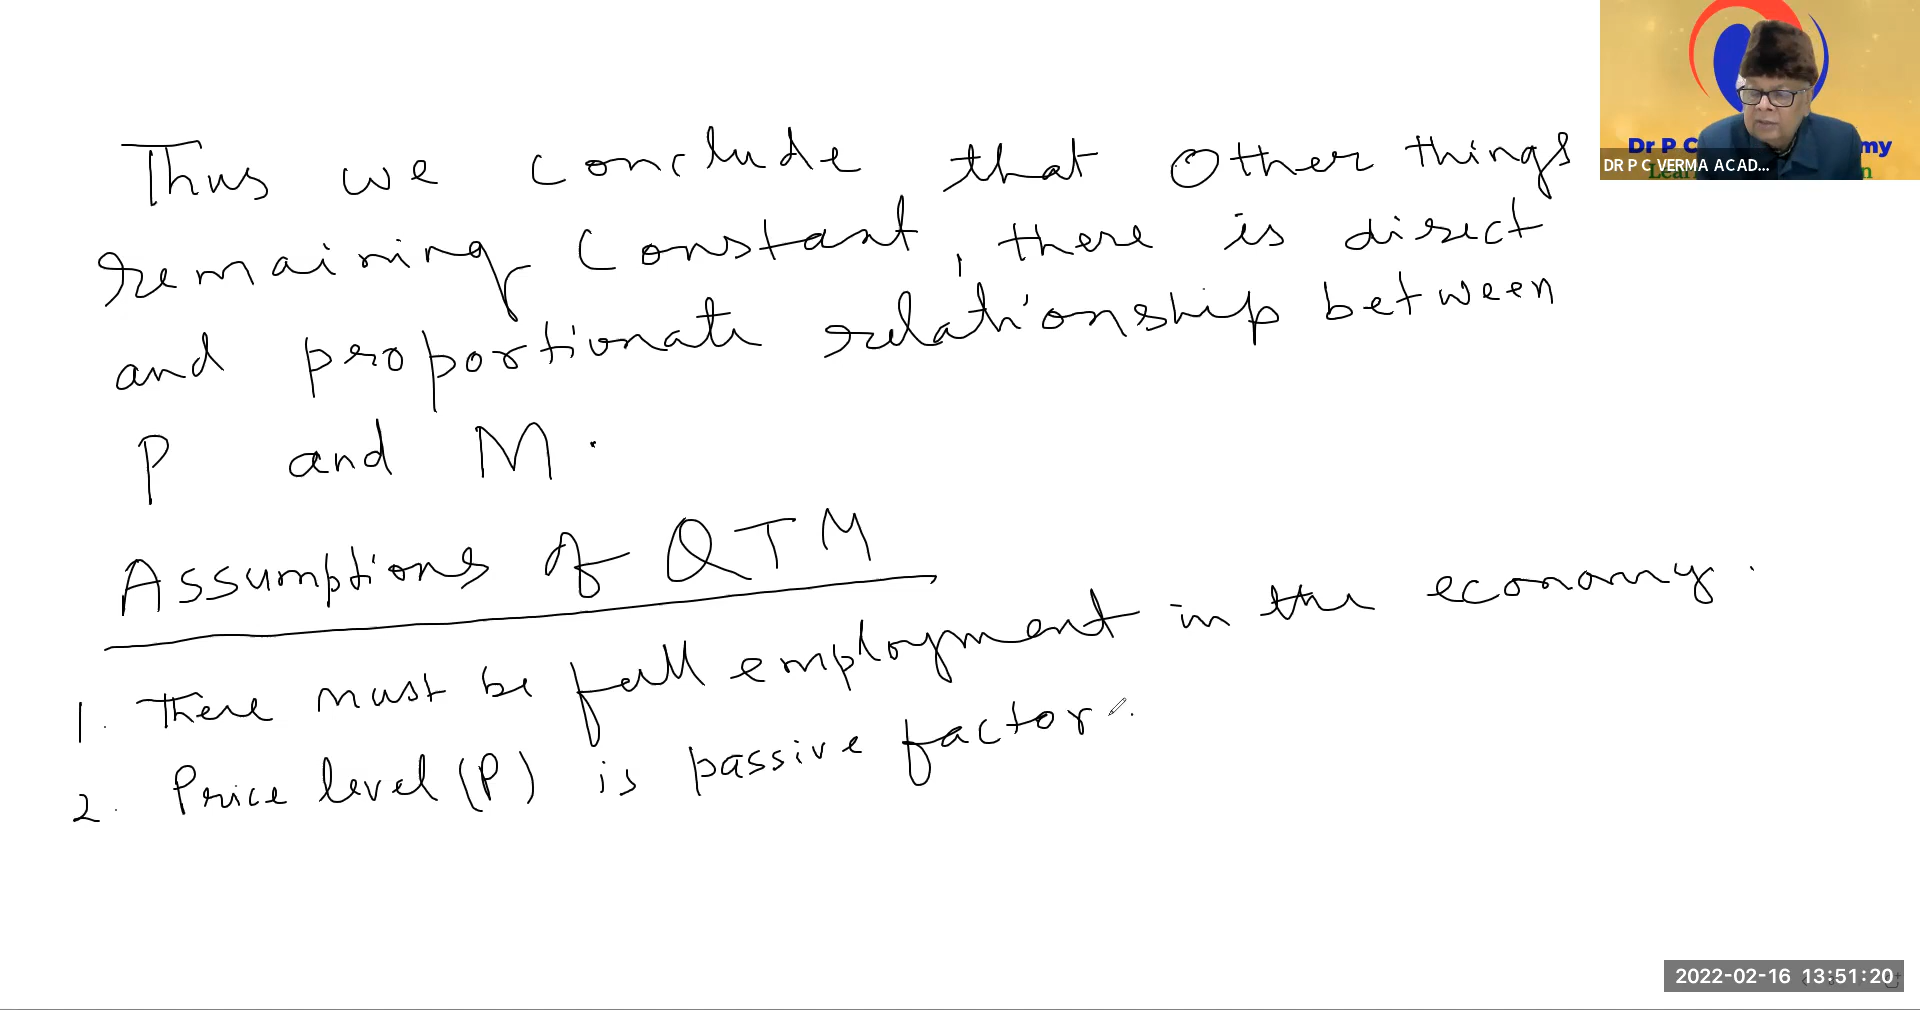 Thus we conclude that other things
remaining constant, there is direct
and proportionate relationship between
P and M.
Assumptions of QTM
1. There must be full employment in the economy.
2. Price level (P) is passive factor.
Dr P C my
DR P C VERMA ACAD...
2022-02-16 13:51:20